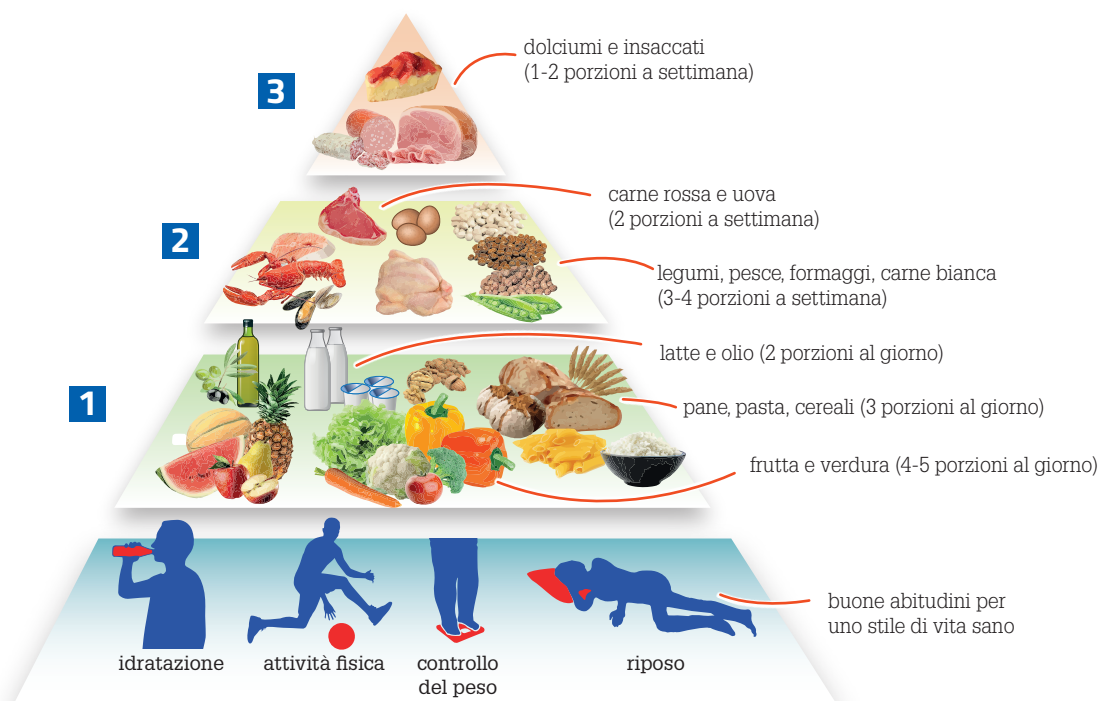 dolciumi e insaccati
(1-2 porzioni a settimana)
3
carne rossa e uova
(2 porzioni a settimana)
2
legumi, pesce, formaggi, carne bianca
(3-4 porzioni a settimana)
latte e olio (2 porzioni al giorno)
1
pane, pasta, cereali (3 porzioni al giorno)
frutta e verdura (4-5 porzioni al giorno)
buone abitudini per
uno stile di vita sano
idratazione
attività fisica
controllo
del peso
riposo